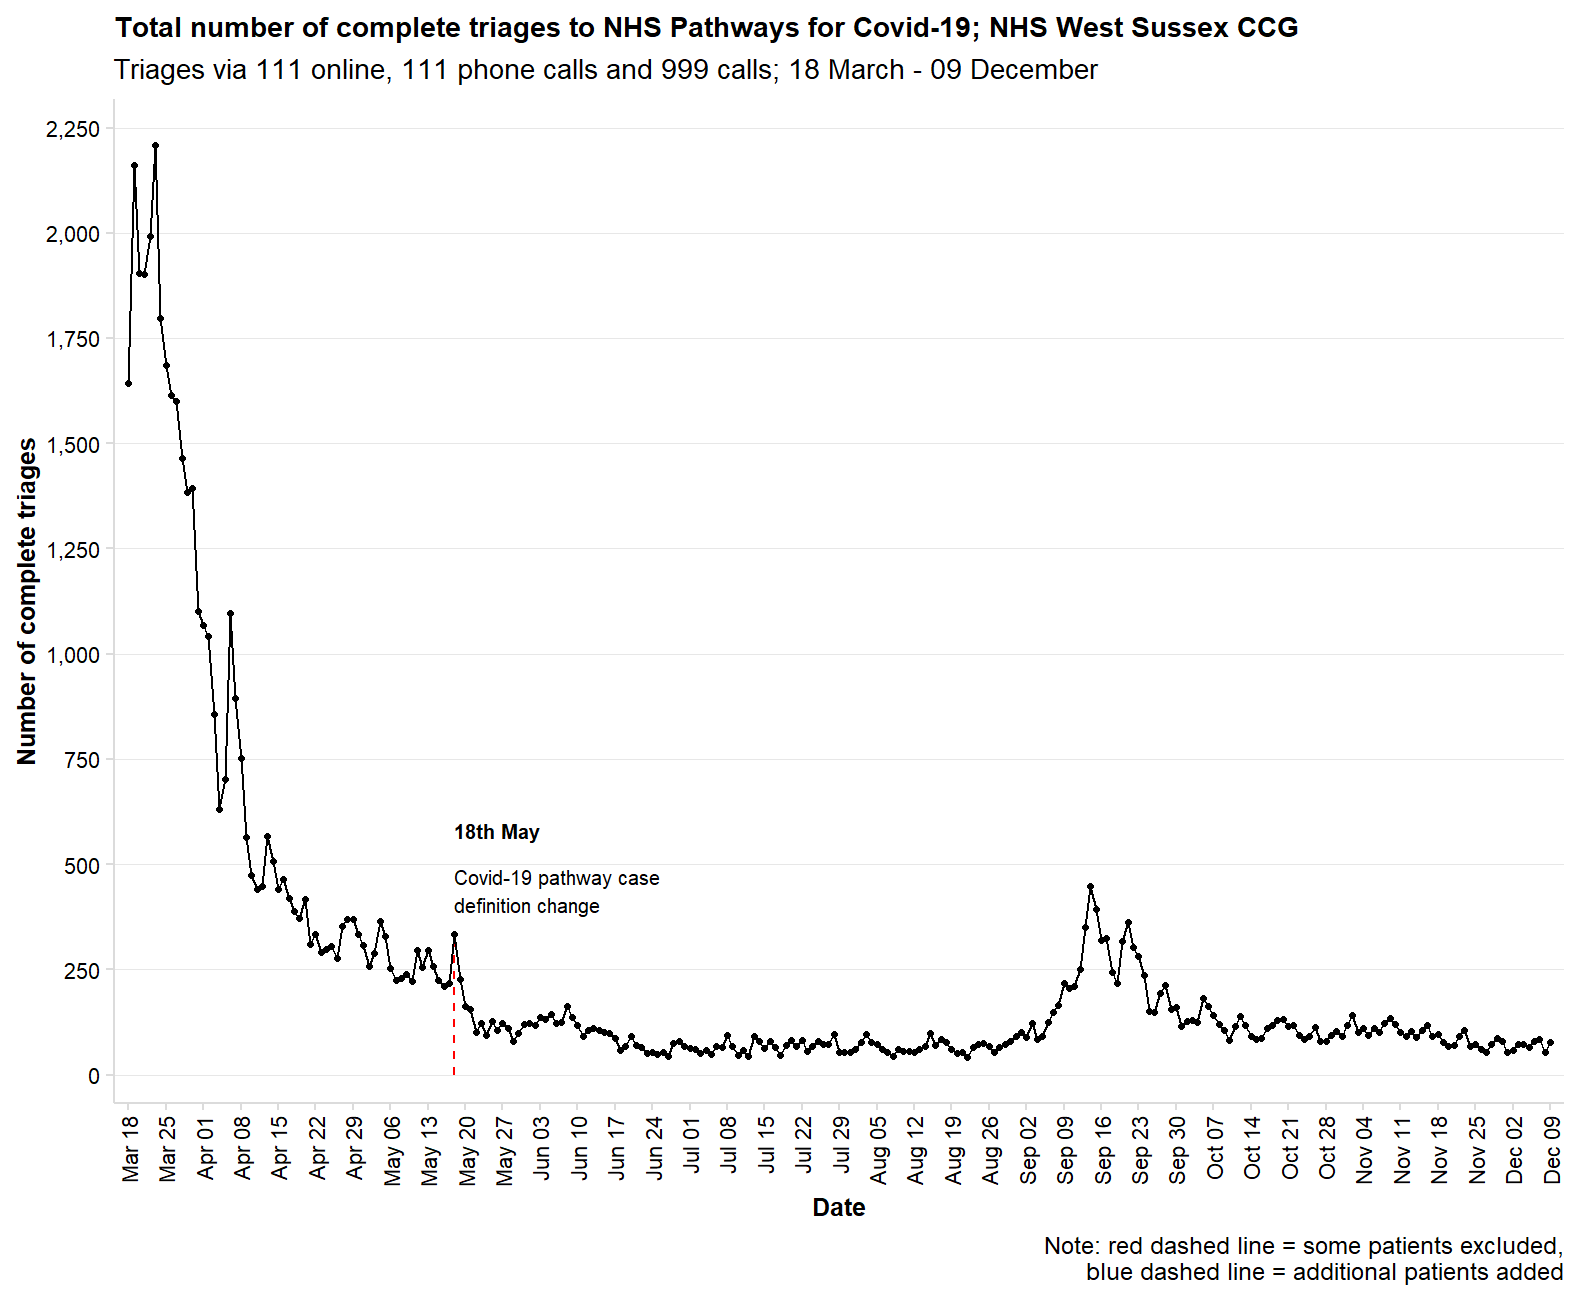 Total number of complete triages to NHS Pathways for Covid-19; NHS West Sussex CCG
Triages via 111 online, 111 phone calls and 999 calls; 18 March - 09 December
Number of complete triages
2,250
2,000
1,750
1,500
1,250
1,000
750
500
250
0
18th May
Covid-19 pathway case
definition change
Mar 18
Mar 25
Apr 01
Apr 08
Apr 15
Apr 22
Apr 29
May 06
May 13
May 20
May 27
Jun 03
Jun 10
Jun 17
Jun 24
Jul 01
Jul 08
Jul 15
Jul 22
Jul 29
Aug 05
Aug 12
Aug 19
Aug 26
Sep 02
Sep 09
Sep 16
Sep 23
Sep 30
Oct 07
Oct 14
Oct 21
Oct 28
Nov 04
Nov 11
Nov 18
Nov 25
Dec 02
Dec 09
Date
Note: red dashed line = some patients excluded,
blue dashed line = additional patients added